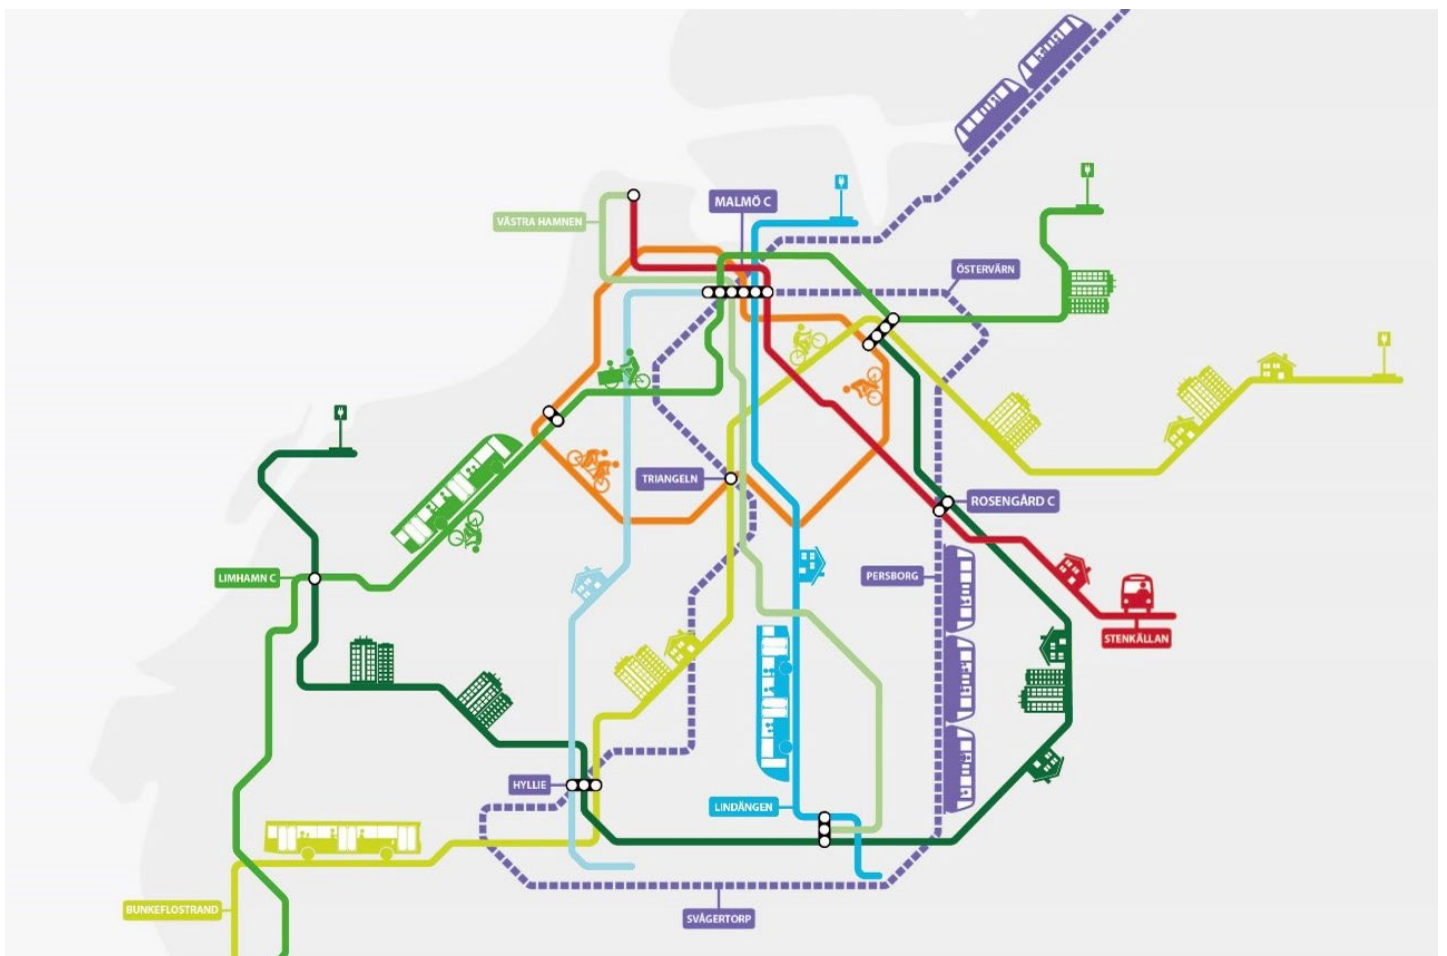 VÄSTRA HAMNEN
MALMÖ C
ÖSTERVÄRN
TRIANGELN
ROSENGÅRD C
LIMHAMN C
PERSBORG
STENKÄLLAN
HYLLIE
LINDÄNGEN
BUNKEFLOSTRAND
SVÅGERTORP